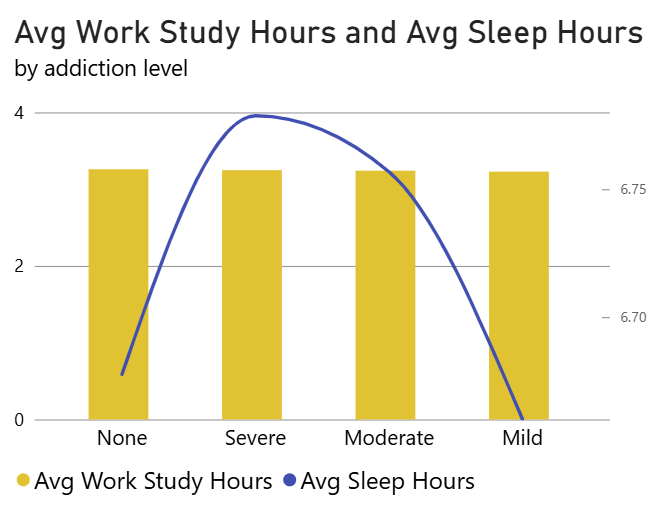 Avg Work Study Hours and Avg Sleep Hours
by addiction level
4
2
0
6.75
6.70
None Severe Moderate Mild
Avg Work Study Hours Avg Sleep Hours